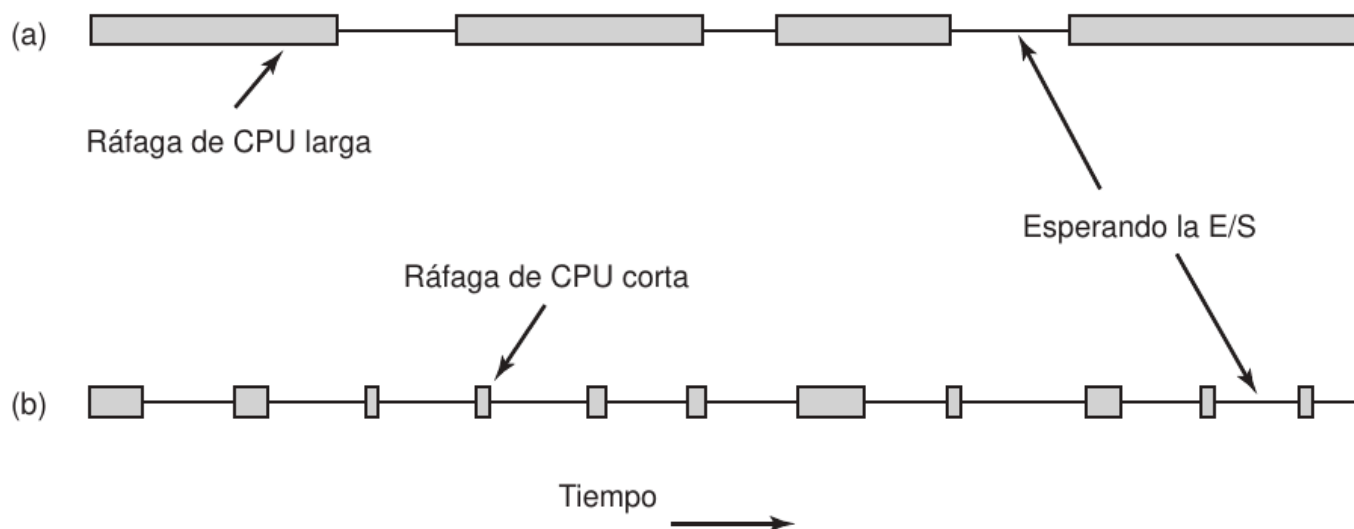 (a)
Ráfaga de CPU larga
Esperando la E/S
Ráfaga de CPU corta
(b)
Tiempo